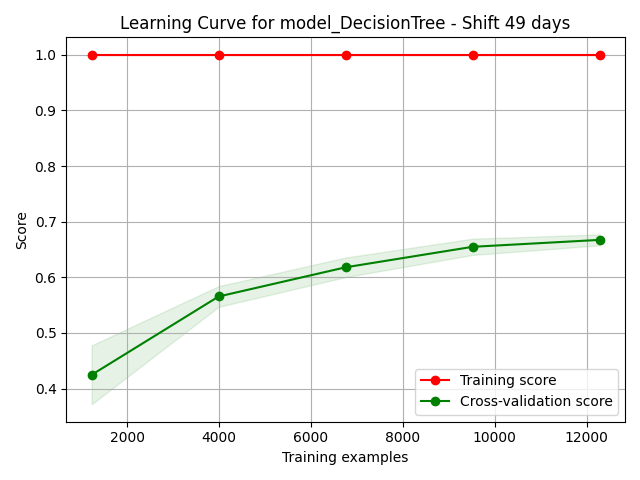 Learning Curve for model_DecisionTree - Shift 49 days
1.0
0.9
0.8
0.7
0.6
0.5
0.4
Score
2000 4000 6000 8000 10000 12000
Training examples
Training score
Cross-validation score